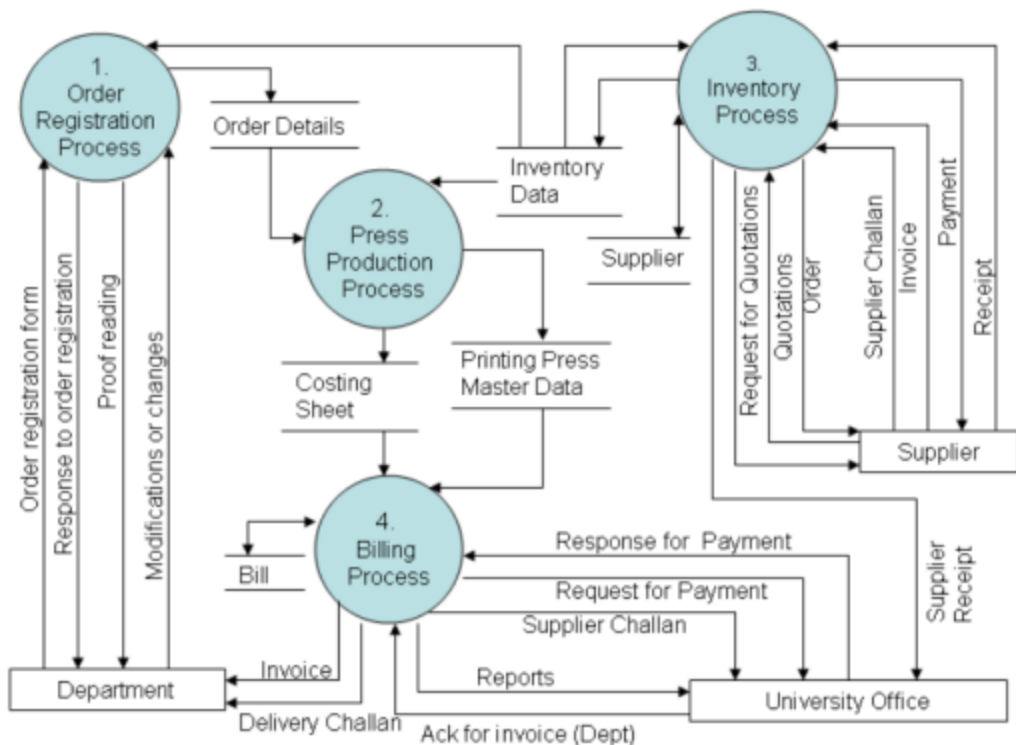 1.
Order
Registration
Process
Order Details
2.
Press
Production
Process
Inventory
Data
3.
Inventory
Process
Supplier
Order registration form
Response to order registration
Proof reading
Modifications or changes
Costing
Sheet
Printing Press
Master Data
Request for Quotations
Quotations
Order
Supplier Challan
Invoice
Payment
Receipt
Supplier
4.
Billing
Process
Bill
Response for Payment
Request for Payment
Supplier Challan
Supplier
Receipt
Invoice
Department
Delivery Challan
Reports
Ack for invoice (Dept)
University Office